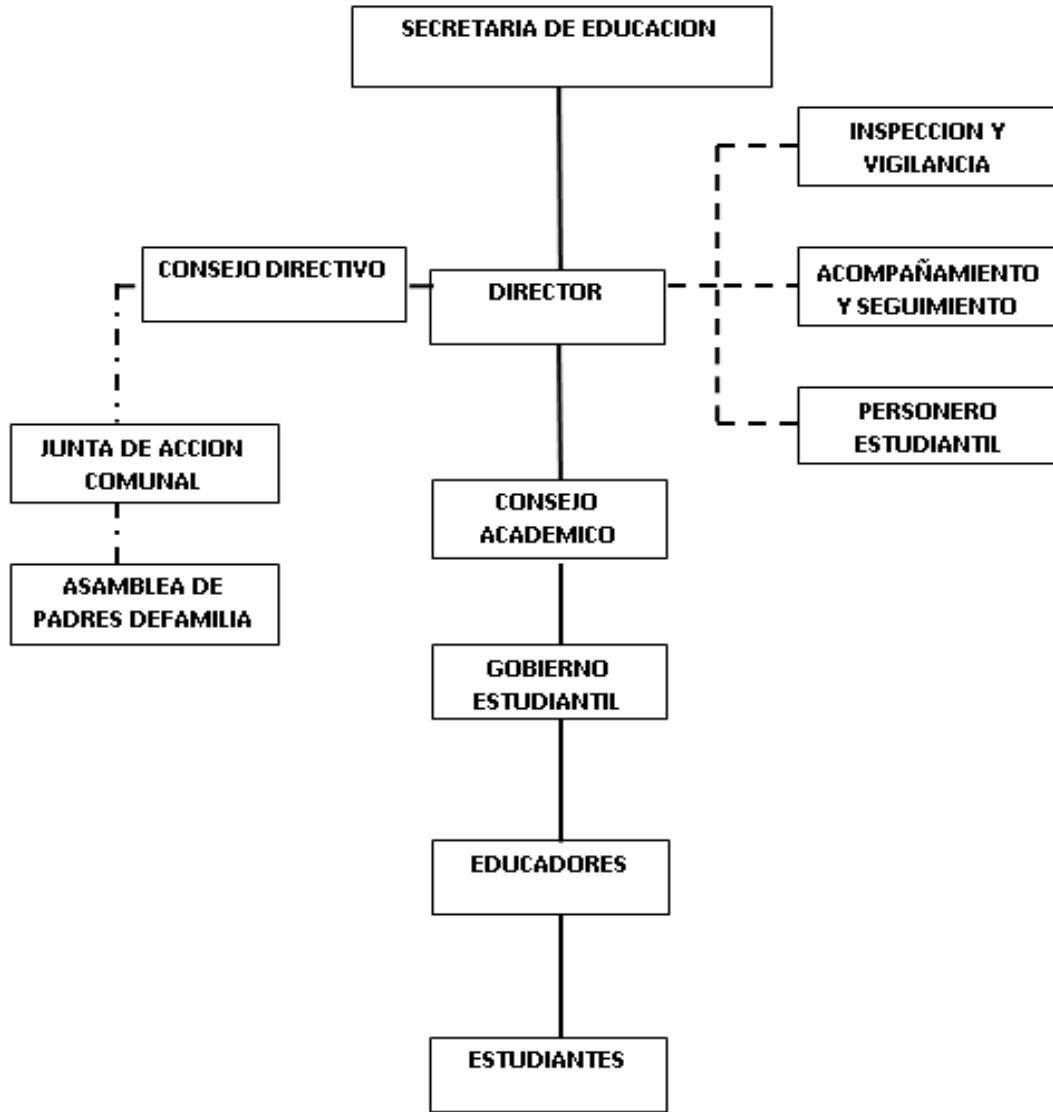 SECRETARIA DE EDUCACION
INSPECCION Y
VIGILANCIA
CONSEJO DIRECTIVO
DIRECTOR
ACOMPAÑAMIENTO
Y SEGUIMIENTO
PERSONERO
ESTUDIANTIL
JUNTA DE ACCION
COMUNAL
CONSEJO
ACADEMICO
ASAMBLEA DE
PADRES DEFAMILIA
GOBIERNO
ESTUDIANTIL
EDUCADORES
ESTUDIANTES